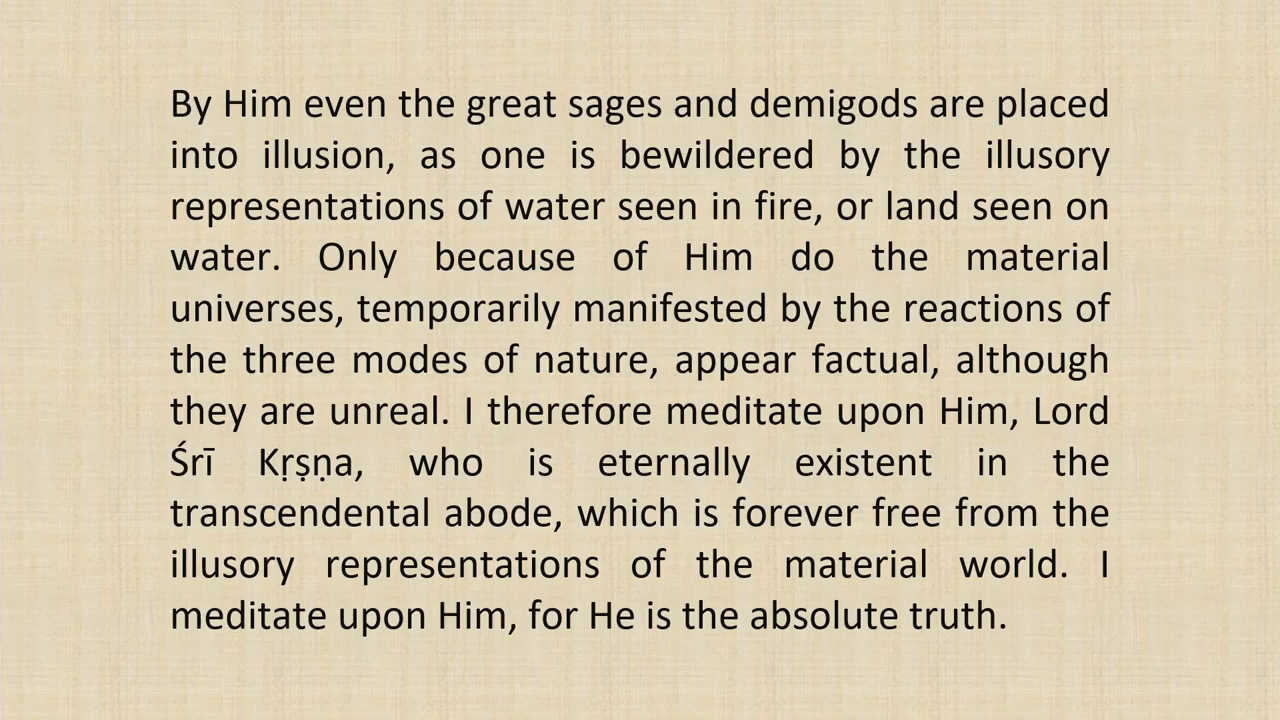 By Him even the great sages and demigods are placed
into illusion, as one is bewildered by the illusory
representations of water seen in fire, or land seen on
water. Only because of Him do the material
universes, temporarily manifested by the reactions of
the three modes of nature, appear factual, although
they are unreal. I therefore meditate upon Him, Lord
Śrī Kṛṣṇa, who is eternally existent in the
transcendental abode, which is forever free from the
illusory representations of the material world. I
meditate upon Him, for He is the absolute truth.